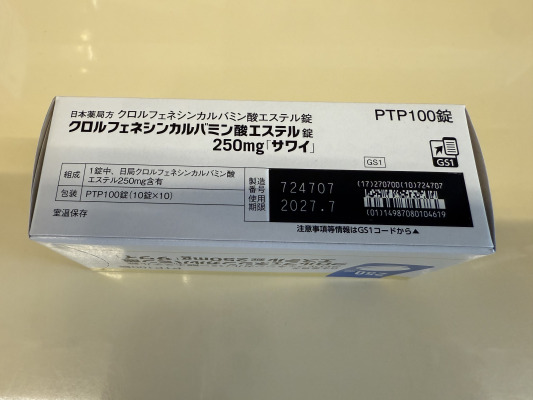 日本薬局方 クロルフェネシンカルバミン酸エステル錠
クロルフェネシンカルバミン酸エステル錠
250mg「サワイ」
PTP100錠
GS1
GS1
組成 1錠中、日局クロルフェネシンカルバミン酸
エステル250mg含有
包装 PTP100錠(10錠×10)
室温保存
製造
番号 724707
使用
期限 2027.7
(17)270700(10)724707
(01)14987080104619
注意事項等情報はGS1コードから▲
250